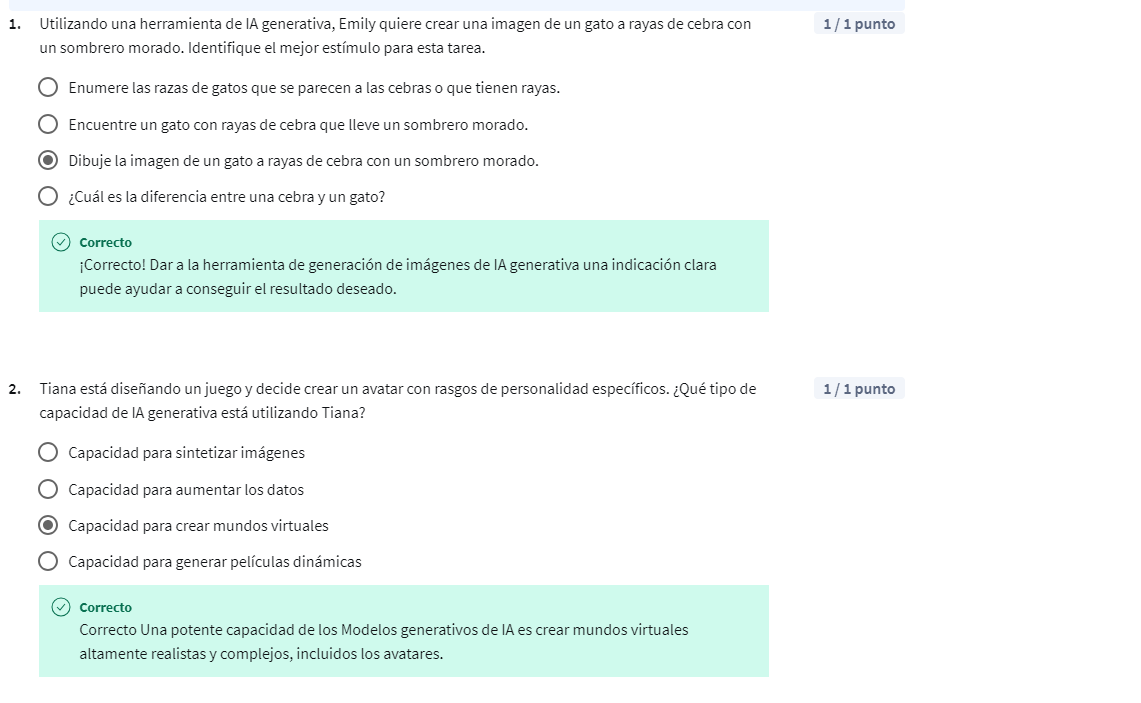 1. Utilizando una herramienta de IA generativa, Emily quiere crear una imagen de un gato a rayas de cebra con
un sombrero morado. Identifique el mejor estímulo para esta tarea.
1 / 1 punto
Enumere las razas de gatos que se parecen a las cebras o que tienen rayas.
Encuentre un gato con rayas de cebra que lleve un sombrero morado.
Dibuje la imagen de un gato a rayas de cebra con un sombrero morado.
¿Cuál es la diferencia entre una cebra y un gato?
Correcto
¡Correcto! Dar a la herramienta de generación de imágenes de IA generativa una indicación clara
puede ayudar a conseguir el resultado deseado.
2. Tiana está diseñando un juego y decide crear un avatar con rasgos de personalidad específicos. ¿Qué tipo de
capacidad de IA generativa está utilizando Tiana?
1 / 1 punto
Capacidad para sintetizar imágenes
Capacidad para aumentar los datos
Capacidad para crear mundos virtuales
Capacidad para generar películas dinámicas
Correcto
Correcto Una potente capacidad de los Modelos generativos de IA es crear mundos virtuales
altamente realistas y complejos, incluidos los avatares.